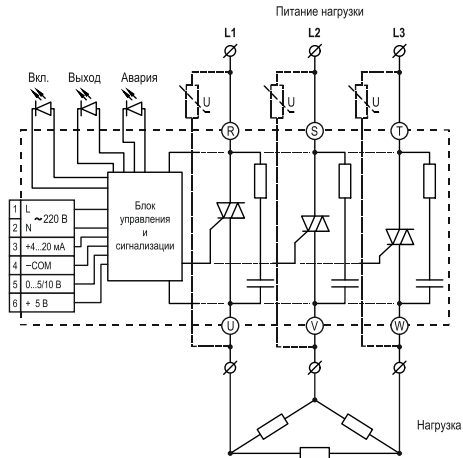 Питание нагрузки
L1 L2 L3
Вкл. Выход Авария
U U U
R S T
Блок
управления
и
сигнализации
1 L
~220 В
2 N
3 +4...20 мА
4 –COM
5 0...5/10 В
6 + 5 В
U V W
Нагрузка